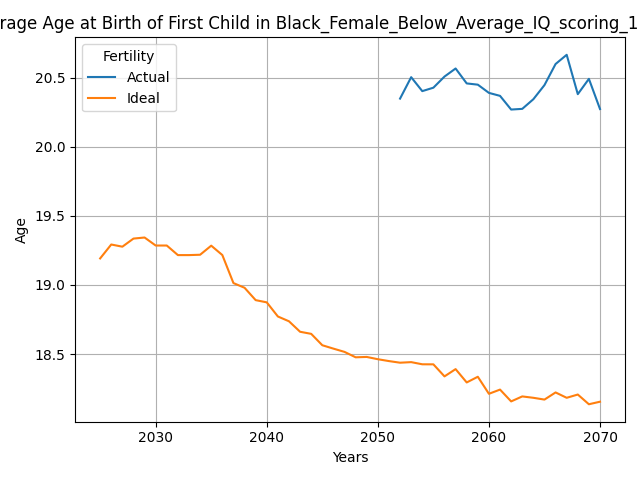 rage Age at Birth of First Child in Black_Female_Below_Average_IQ_scoring_1
Fertility
Actual
Ideal
20.5
20.0
19.5
19.0
18.5
Age
2030
2040
2050
2060
2070
Years